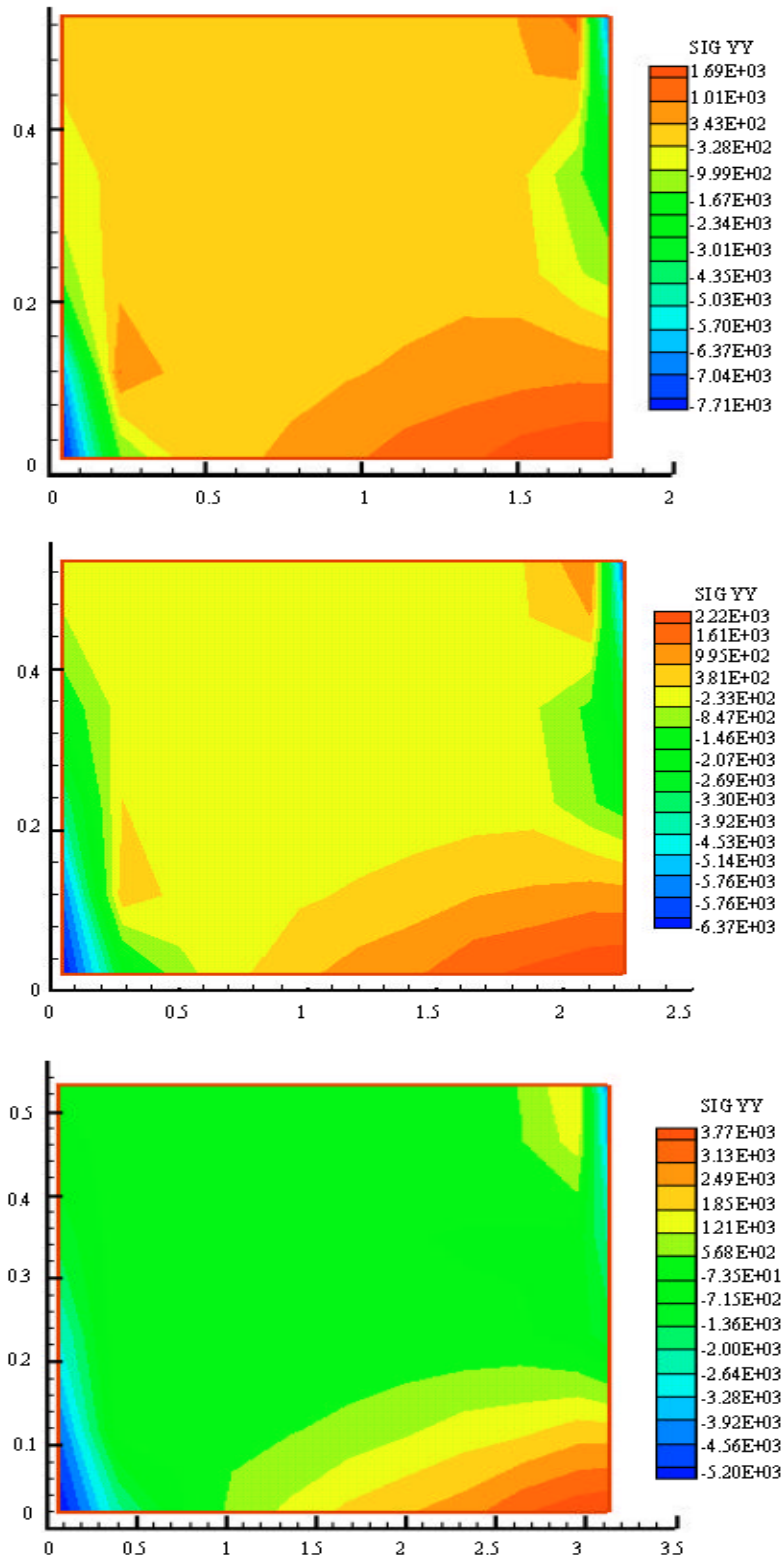 SIG YY
1.69E+03
1.01E+03
3.43E+02
-3.28E+02
-9.99E+02
-1.67E+03
-2.34E+03
-3.01E+03
-4.35E+03
-5.03E+03
-5.70E+03
-6.37E+03
-7.04E+03
-7.71E+03
0.4
0.2
0
0 0.5 1 1.5 2
SIG YY
2.22E+03
1.61E+03
9.95E+02
3.81E+02
-2.33E+02
-8.47E+02
-1.46E+03
-2.07E+03
-2.69E+03
-3.30E+03
-3.92E+03
-4.53E+03
-5.14E+03
-5.76E+03
-5.76E+03
-6.37E+03
0.4
0.2
0
0 0.5 1 1.5 2 2.5
SIG YY
3.77E+03
3.13E+03
2.49E+03
1.85E+03
1.21E+03
5.68E+02
-7.35E+01
-7.15E+02
-1.36E+03
-2.00E+03
-2.64E+03
-3.28E+03
-3.92E+03
-4.56E+03
-5.20E+03
0.5
0.4
0.3
0.2
0.1
0
0 0.5 1 1.5 2 2.5 3 3.5